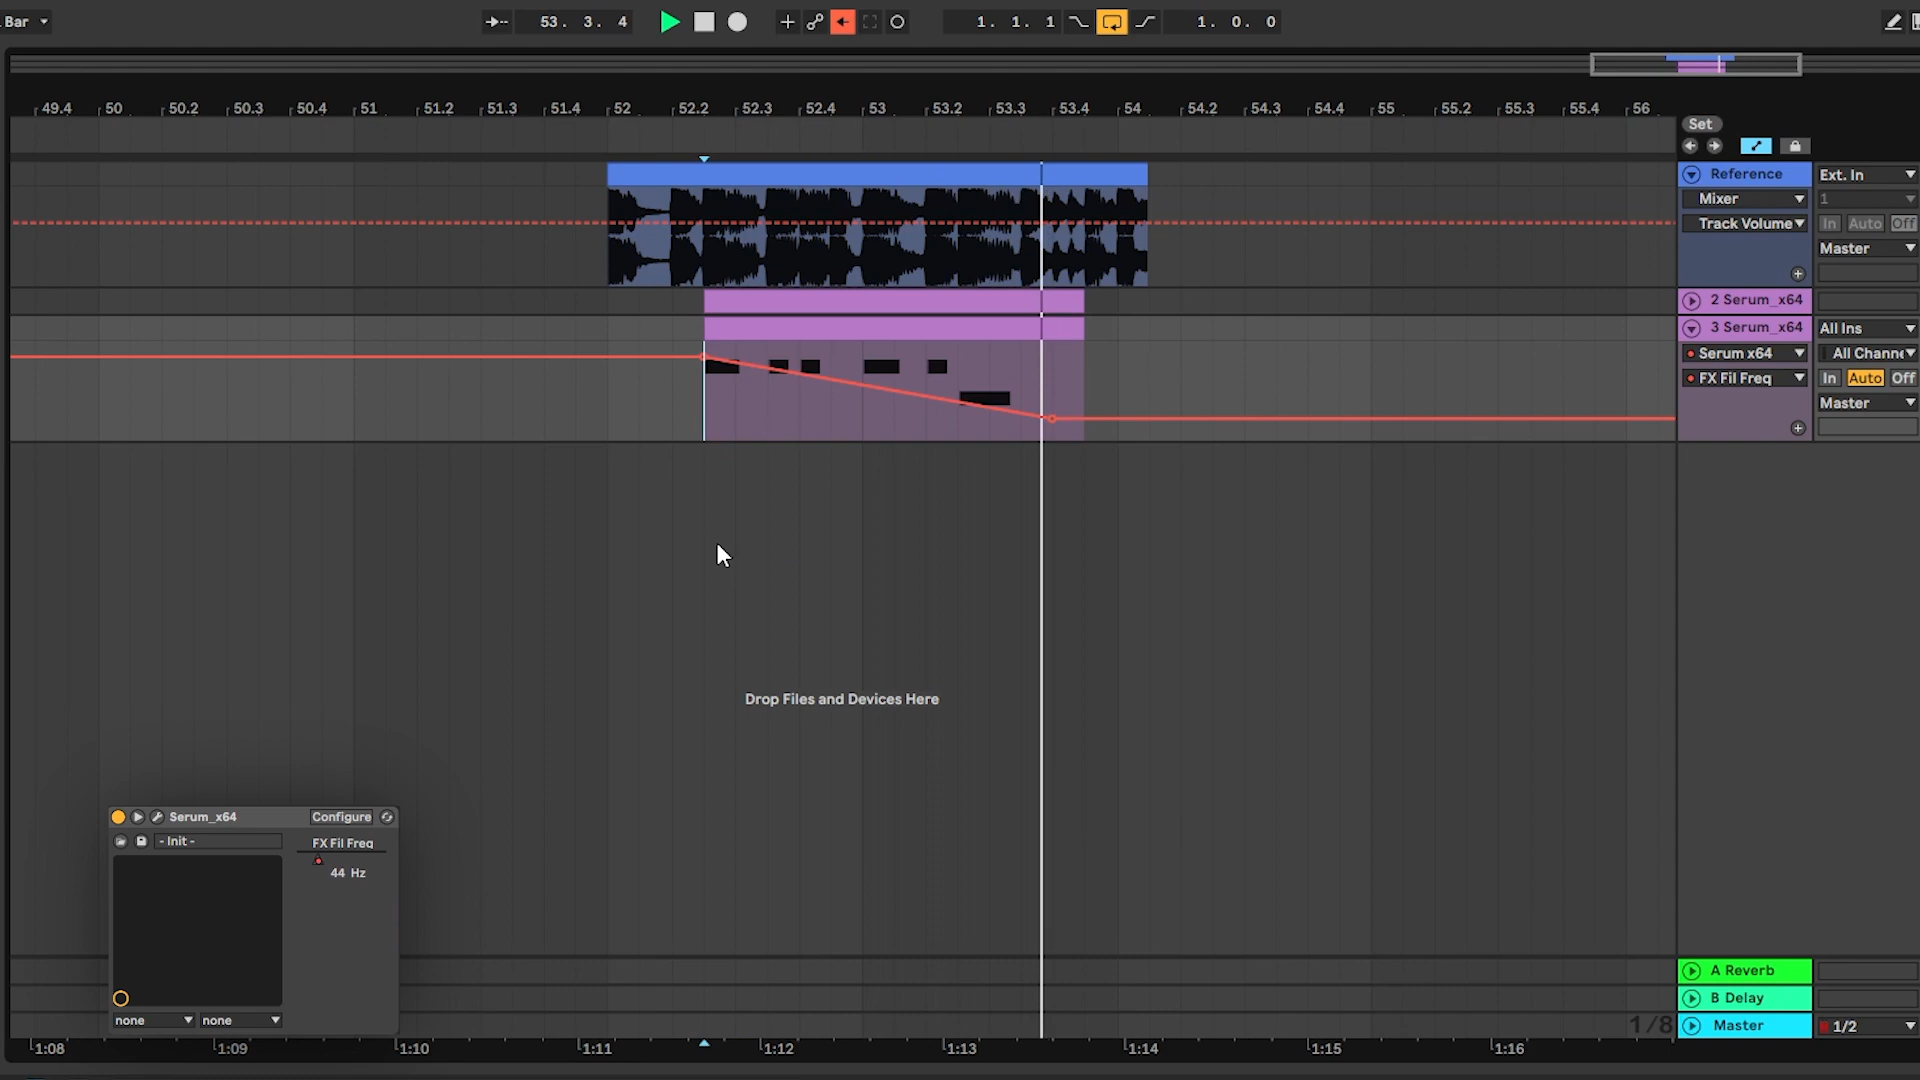 Bar
53. 3. 4
1. 1. 1
1. 0. 0
49.4 50 50.2 50.3 50.4 51 51.2 51.3 51.4 52 52.2 52.3 52.4 53 53.2 53.3 53.4 54 54.2 54.3 54.4 55 55.2 55.3 55.4 56
Set
Reference Ext. In
Mixer 1
Track Volume In Auto Off
Master
2 Serum_x64
3 Serum_x64 All Ins
Serum x64 All Channe
FX Fil Freq In Auto Off
Master
Drop Files and Devices Here
Serum_x64 Configure
- Init - FX Fil Freq
44 Hz
none none
A Reverb
B Delay
1/8 Master 1/2
1:08 1:09 1:10 1:11 1:12 1:13 1:14 1:15 1:16